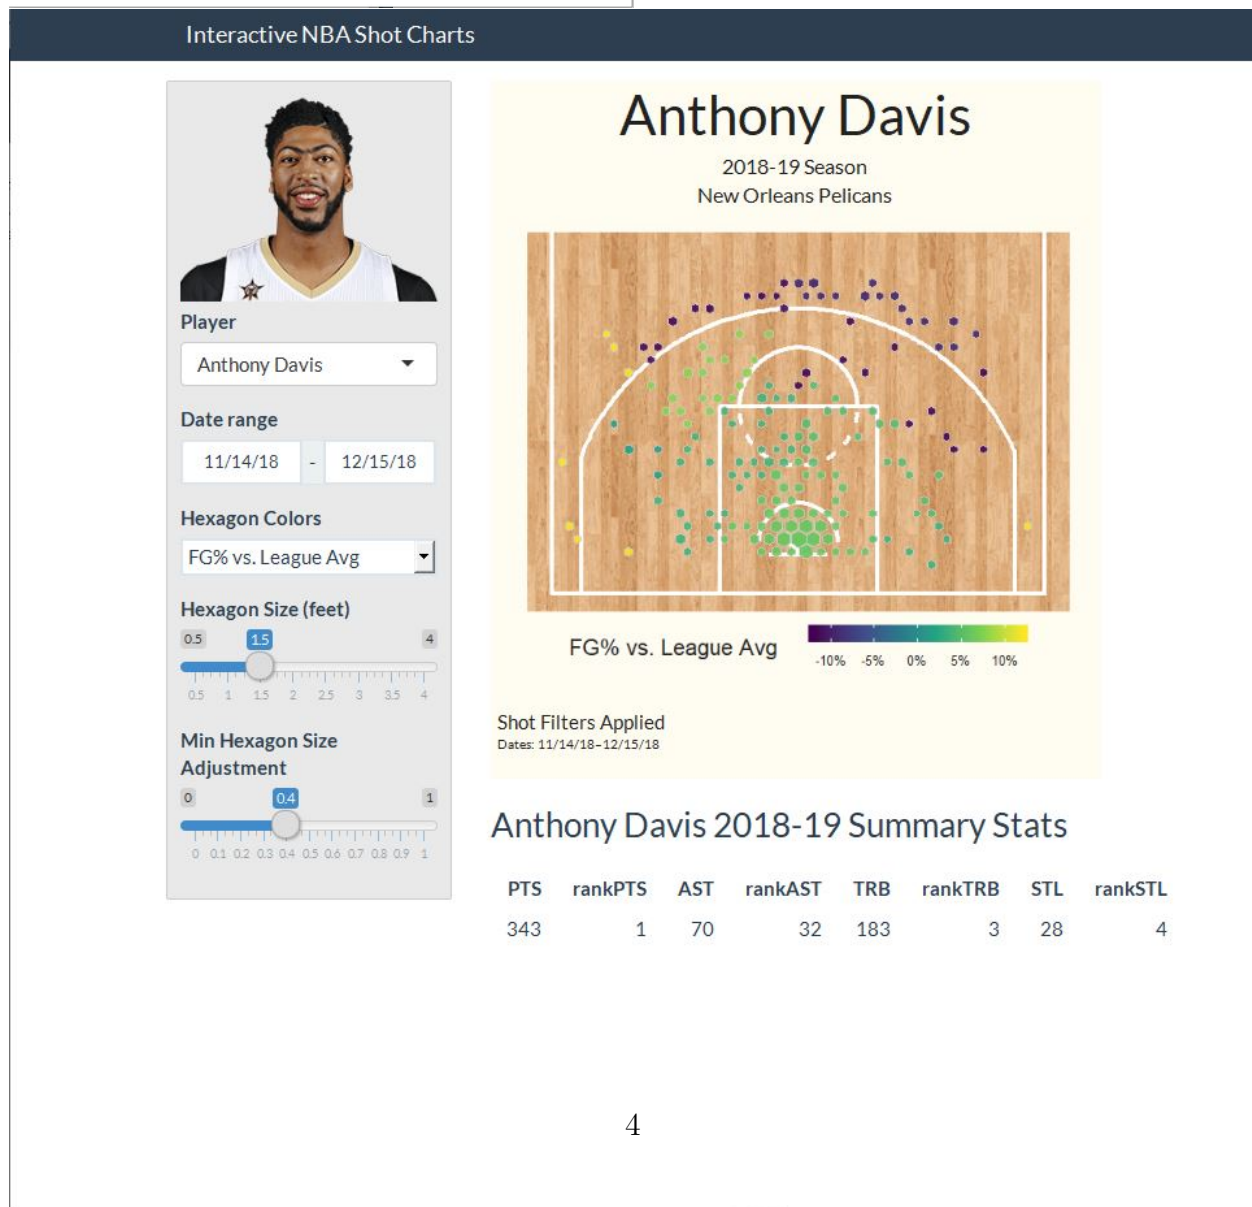 Interactive NBA Shot Charts
Player
Anthony Davis
Date range
11/14/18 - 12/15/18
Hexagon Colors
FG% vs. League Avg
Hexagon Size (feet)
0.5 1.5 4
0.5 1 1.5 2 2.5 3 3.5 4
Min Hexagon Size
Adjustment
0 0.4 1
0 0.1 0.2 0.3 0.4 0.5 0.6 0.7 0.8 0.9 1
Anthony Davis
2018-19 Season
New Orleans Pelicans
FG% vs. League Avg
-10% -5% 0% 5% 10%
Shot Filters Applied
Dates: 11/14/18-12/15/18
Anthony Davis 2018-19 Summary Stats
PTS rankPTS AST rankAST TRB rankTRB STL rankSTL
343 1 70 32 183 3 28 4
4